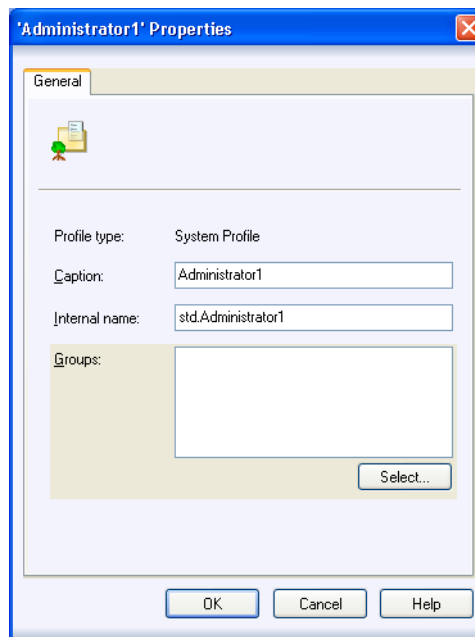 'Administrator1' Properties
General
Profile type: System Profile
Caption: Administrator1
Internal name: std.Administrator1
Groups:
Select...
OK Cancel Help